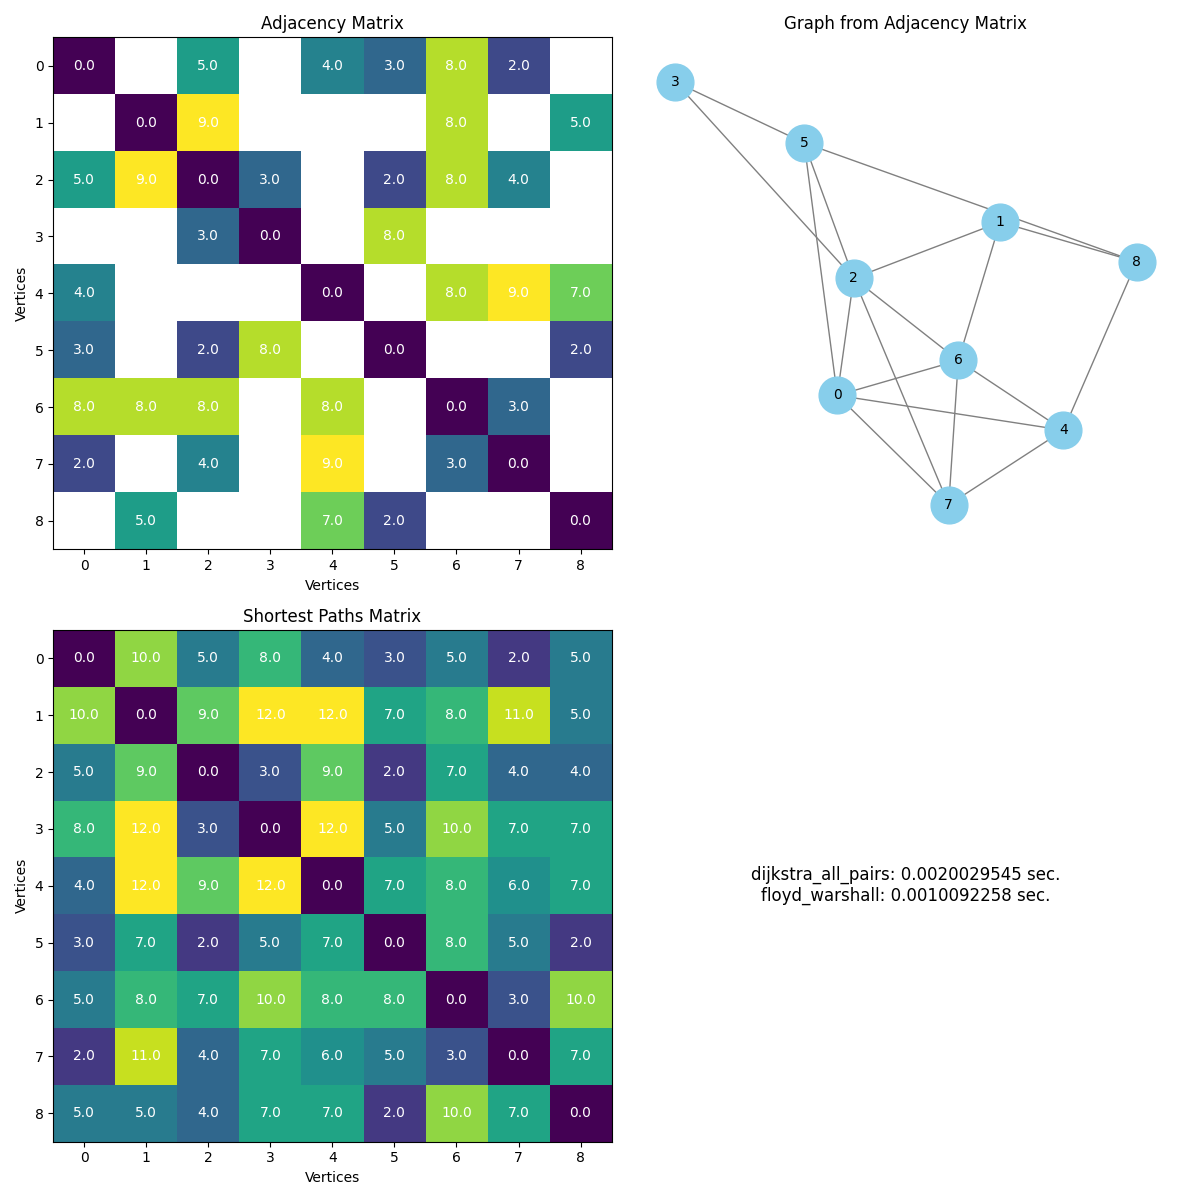 Adjacency Matrix
0 0.0 5.0 4.0 3.0 8.0 2.0
1 0.0 9.0 8.0 5.0
2 5.0 9.0 0.0 3.0 2.0 8.0 4.0
3 3.0 0.0 8.0
4 4.0 0.0 8.0 9.0 7.0
5 3.0 2.0 8.0 0.0 2.0
6 8.0 8.0 8.0 8.0 0.0 3.0
7 2.0 4.0 9.0 3.0 0.0
8 5.0 7.0 2.0 0.0
0 1 2 3 4 5 6 7 8
Vertices
Vertices
Graph from Adjacency Matrix
3
5
1
8
2
6
0
4
7
Shortest Paths Matrix
0 0.0 10.0 5.0 8.0 4.0 3.0 5.0 2.0 5.0
1 10.0 0.0 9.0 12.0 12.0 7.0 8.0 11.0 5.0
2 5.0 9.0 0.0 3.0 9.0 2.0 7.0 4.0 4.0
3 8.0 12.0 3.0 0.0 12.0 5.0 10.0 7.0 7.0
4 4.0 12.0 9.0 12.0 0.0 7.0 8.0 6.0 7.0
5 3.0 7.0 2.0 5.0 7.0 0.0 8.0 5.0 2.0
6 5.0 8.0 7.0 10.0 8.0 8.0 0.0 3.0 10.0
7 2.0 11.0 4.0 7.0 6.0 5.0 3.0 0.0 7.0
8 5.0 5.0 4.0 7.0 7.0 2.0 10.0 7.0 0.0
0 1 2 3 4 5 6 7 8
Vertices
Vertices
dijkstra_all_pairs: 0.0020029545 sec.
floyd_warshall: 0.0010092258 sec.